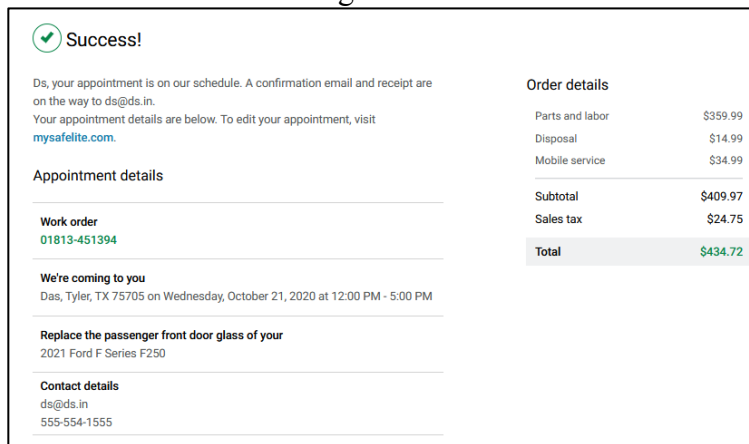 Success!
Ds, your appointment is on our schedule. A confirmation email and receipt are
on the way to ds@ds.in.
Your appointment details are below. To edit your appointment, visit
mysafelite.com.
Appointment details
Work order
01813-451394
We're coming to you
Das, Tyler, TX 75705 on Wednesday, October 21, 2020 at 12:00 PM - 5:00 PM
Replace the passenger front door glass of your
2021 Ford F Series F250
Contact details
ds@ds.in
555-554-1555
Order details
Parts and labor $359.99
Disposal $14.99
Mobile service $34.99
Subtotal $409.97
Sales tax $24.75
Total $434.72